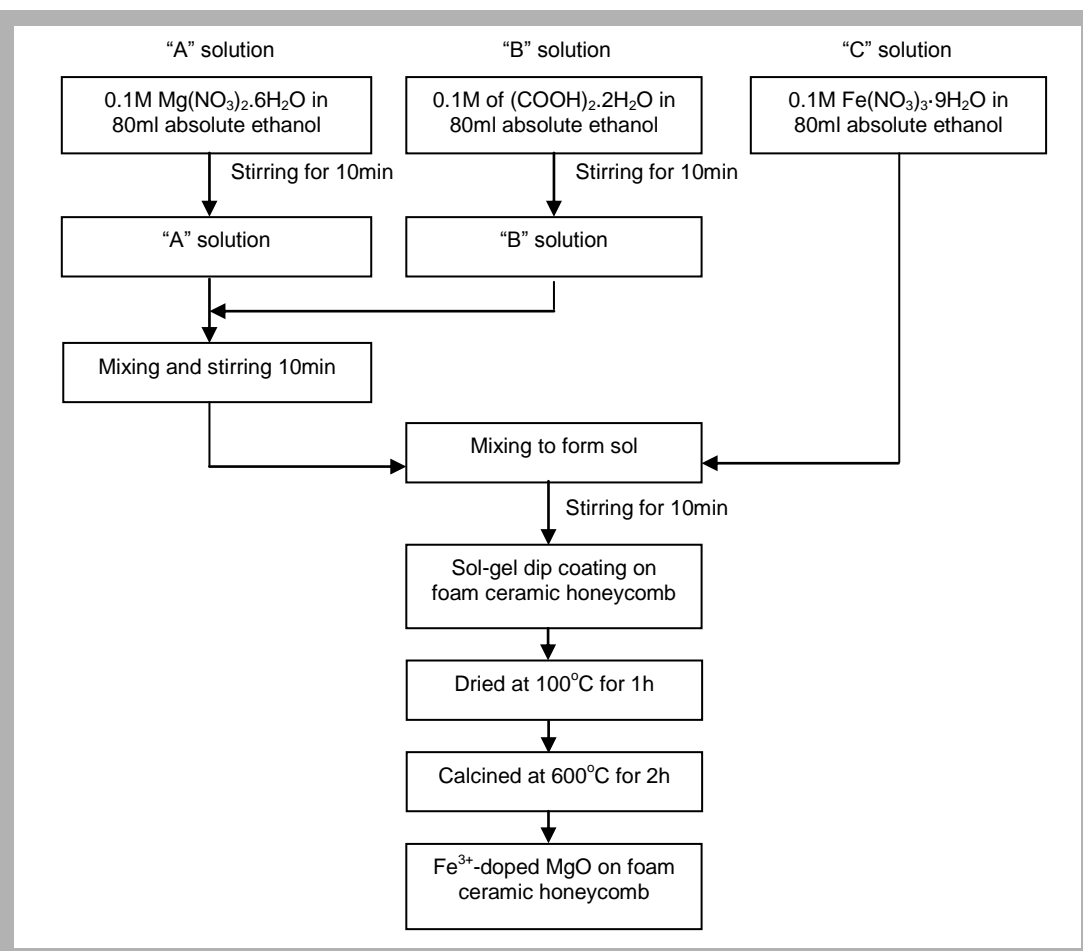 “A” solution
“B” solution
“C” solution
0.1M Mg(NO₃)₂.6H₂O in
80ml absolute ethanol
0.1M of (COOH)₂.2H₂O in
80ml absolute ethanol
0.1M Fe(NO₃)₃·9H₂O in
80ml absolute ethanol
Stirring for 10min
Stirring for 10min
“A” solution
“B” solution
Mixing and stirring 10min
Mixing to form sol
Stirring for 10min
Sol-gel dip coating on
foam ceramic honeycomb
Dried at 100°C for 1h
Calcined at 600°C for 2h
Fe³⁺-doped MgO on foam
ceramic honeycomb